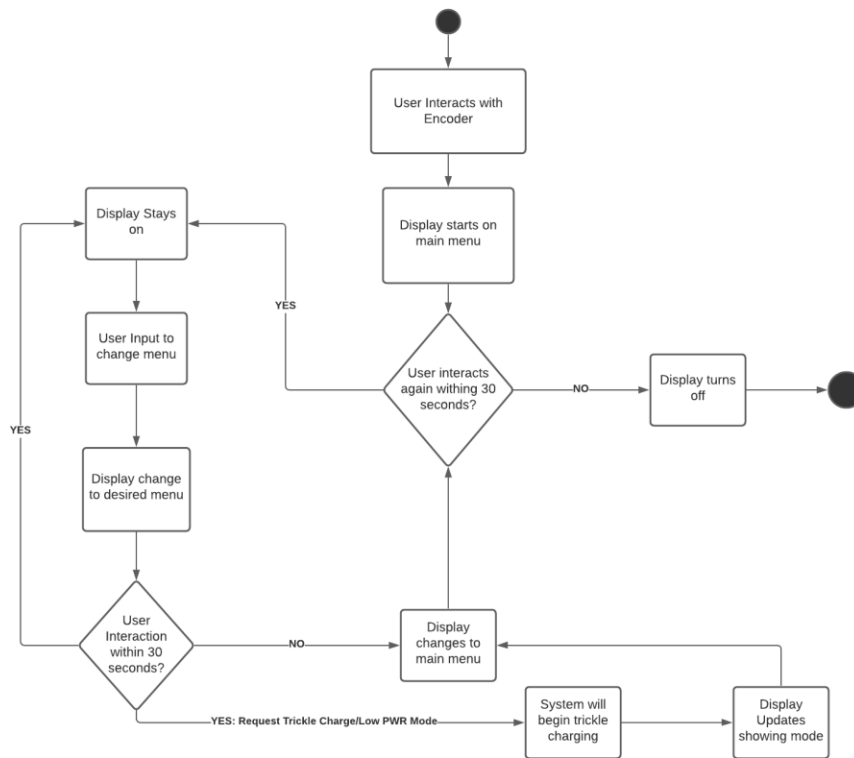 User Interacts with
Encoder
Display starts on
main menu
Display Stays
on
YES
User Input to
change menu
User interacts
again withing 30
seconds?
NO
Display turns
off
YES
Display change
to desired menu
User
Interaction
within 30
seconds?
NO
Display
changes to
main menu
YES: Request Trickle Charge/Low PWR Mode
System will
begin trickle
charging
Display
Updates
showing mode